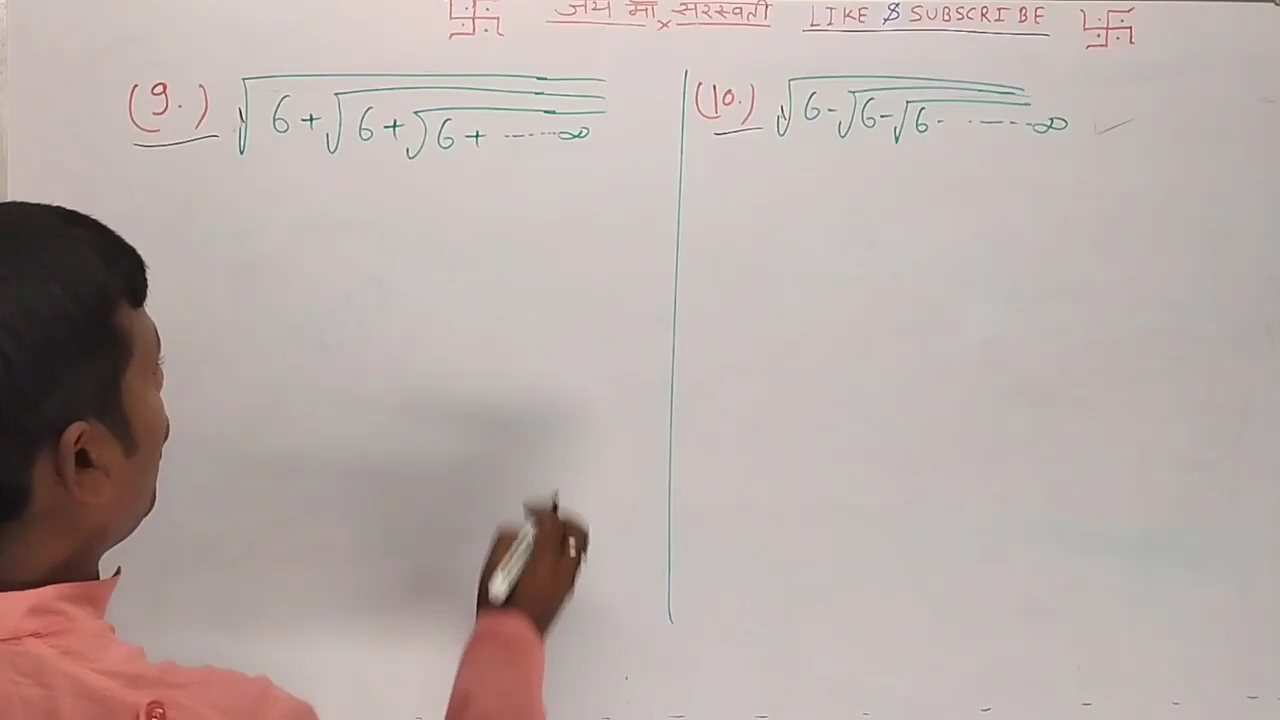 जय माँ सरस्वती LIKE $ SUBSCRIBE
(9.) √6+√6+√6+ ------∞
(10.) √6-√6-√6- ------∞